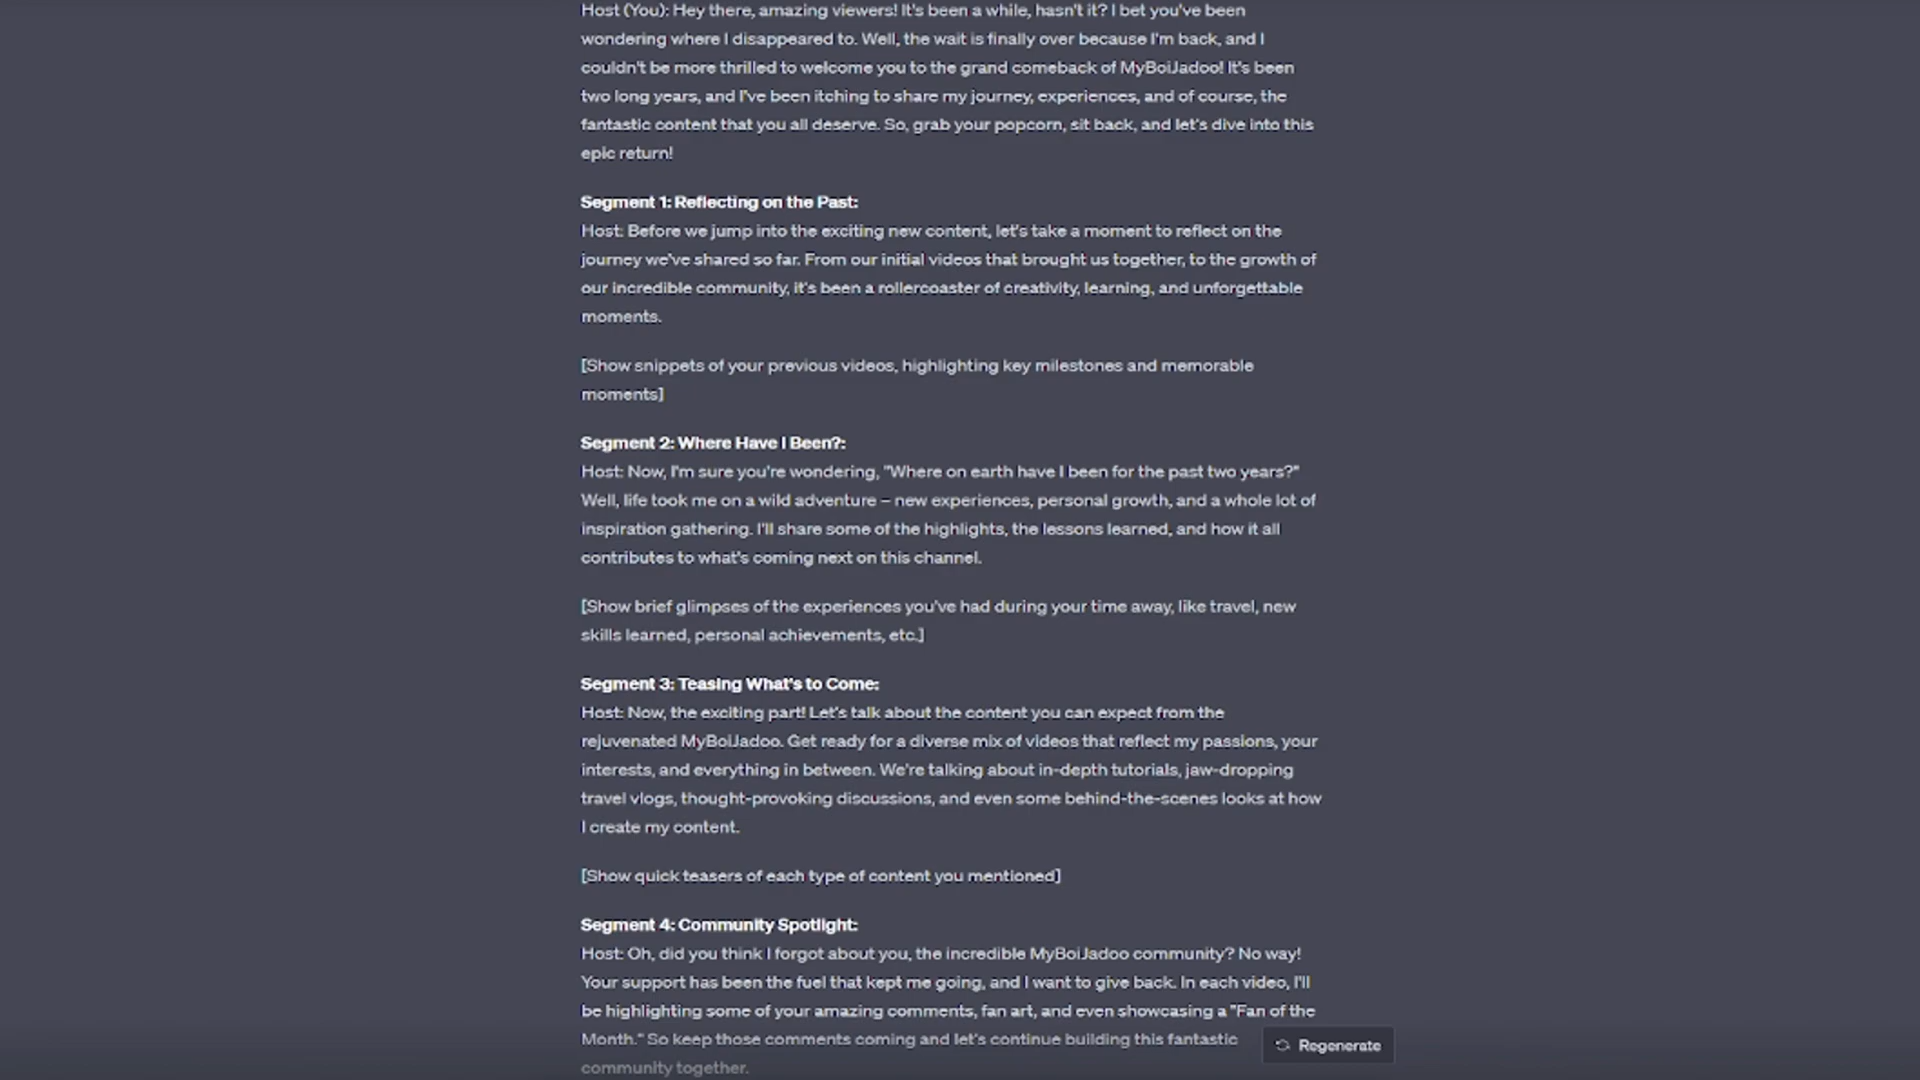 Host (You): Hey there, amazing viewers! It's been a while, hasn't it? I bet you've been
wondering where I disappeared to. Well, the wait is finally over because I'm back, and I
couldn't be more thrilled to welcome you to the grand comeback of MyBoiJadoo! It's been
two long years, and I've been itching to share my journey, experiences, and of course, the
fantastic content that you all deserve. So, grab your popcorn, sit back, and let's dive into this
epic return!
Segment 1: Reflecting on the Past:
Host: Before we jump into the exciting new content, let's take a moment to reflect on the
journey we've shared so far. From our initial videos that brought us together, to the growth of
our incredible community, it's been a rollercoaster of creativity, learning, and unforgettable
moments.
[Show snippets of your previous videos, highlighting key milestones and memorable
moments]
Segment 2: Where Have I Been?:
Host: Now, I'm sure you're wondering, "Where on earth have I been for the past two years?"
Well, life took me on a wild adventure – new experiences, personal growth, and a whole lot of
inspiration gathering. I'll share some of the highlights, the lessons learned, and how it all
contributes to what's coming next on this channel.
[Show brief glimpses of the experiences you've had during your time away, like travel, new
skills learned, personal achievements, etc.]
Segment 3: Teasing What's to Come:
Host: Now, the exciting part! Let's talk about the content you can expect from the
rejuvenated MyBoiJadoo. Get ready for a diverse mix of videos that reflect my passions, your
interests, and everything in between. We're talking about in-depth tutorials, jaw-dropping
travel vlogs, thought-provoking discussions, and even some behind-the-scenes looks at how
I create my content.
[Show quick teasers of each type of content you mentioned]
Segment 4: Community Spotlight:
Host: Oh, did you think I forgot about you, the incredible MyBoiJadoo community? No way!
Your support has been the fuel that kept me going, and I want to give back. In each video, I'll
be highlighting some of your amazing comments, fan art, and even showcasing a "Fan of the
Month." So keep those comments coming and let's continue building this fantastic
community together.
Regenerate